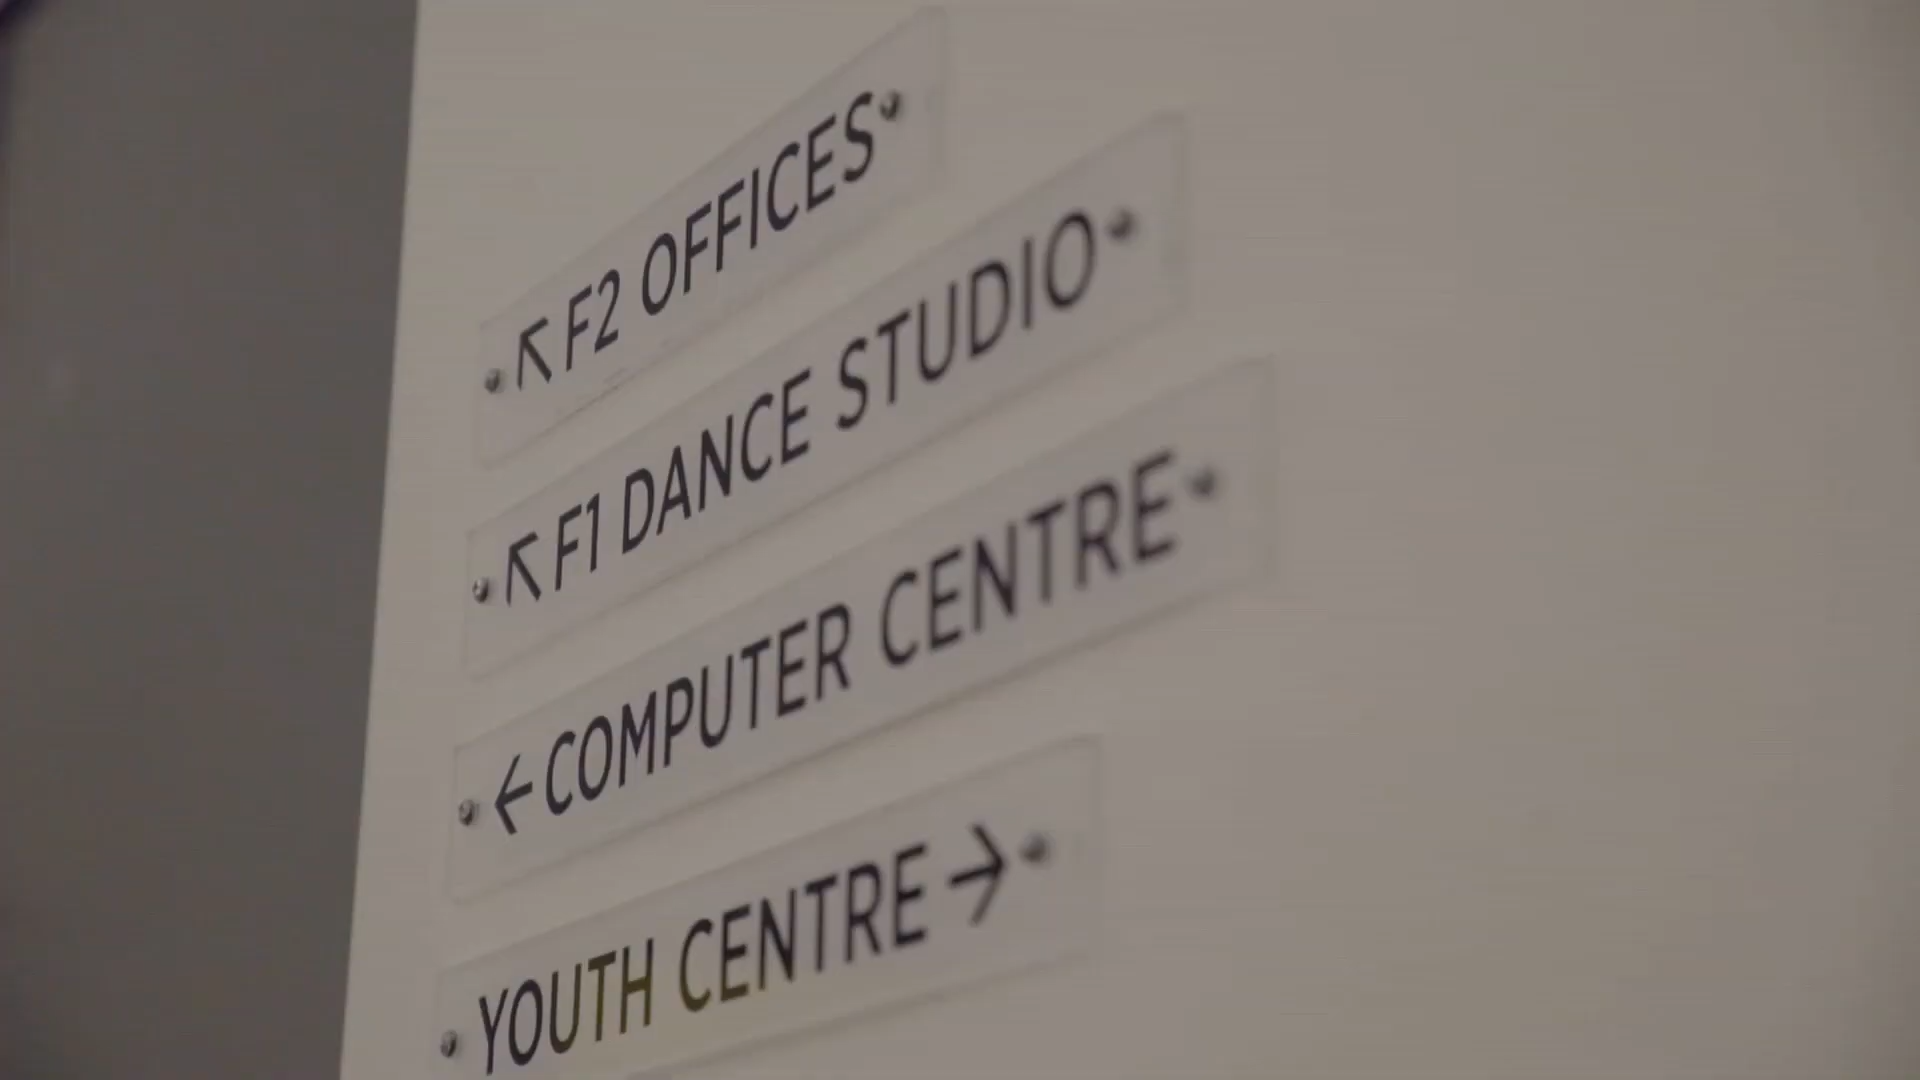 ↖ F2 OFFICES
↖ F1 DANCE STUDIO
← COMPUTER CENTRE
YOUTH CENTRE →